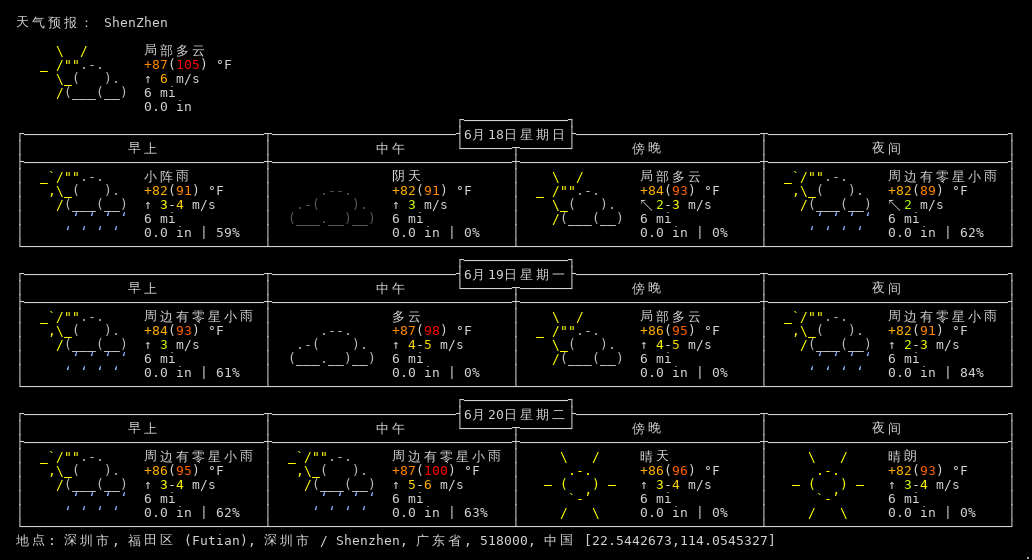 天气预报： ShenZhen
局部多云
+87(105) °F
↑ 6 m/s
6 mi
0.0 in
6月18日星期日
早上 中午 傍晚 夜间
小阵雨 阴天 局部多云 周边有零星小雨
+82(91) °F +82(91) °F +84(93) °F +82(89) °F
↑ 3-4 m/s ↑ 3 m/s ↖ 2-3 m/s ↖ 2 m/s
6 mi 6 mi 6 mi 6 mi
0.0 in | 59% 0.0 in | 0% 0.0 in | 0% 0.0 in | 62%
6月19日星期一
早上 中午 傍晚 夜间
周边有零星小雨 多云 局部多云 周边有零星小雨
+84(93) °F +87(98) °F +86(95) °F +82(91) °F
↑ 3 m/s ↑ 4-5 m/s ↑ 4-5 m/s ↑ 2-3 m/s
6 mi 6 mi 6 mi 6 mi
0.0 in | 61% 0.0 in | 0% 0.0 in | 0% 0.0 in | 84%
6月20日星期二
早上 中午 傍晚 夜间
周边有零星小雨 周边有零星小雨 晴天 晴朗
+86(95) °F +87(100) °F +86(96) °F +82(93) °F
↑ 3-4 m/s ↑ 5-6 m/s ↑ 3-4 m/s ↑ 3-4 m/s
6 mi 6 mi 6 mi 6 mi
0.0 in | 62% 0.0 in | 63% 0.0 in | 0% 0.0 in | 0%
地点: 深圳市, 福田区 (Futian), 深圳市 / Shenzhen, 广东省, 518000, 中国 [22.5442673,114.0545327]